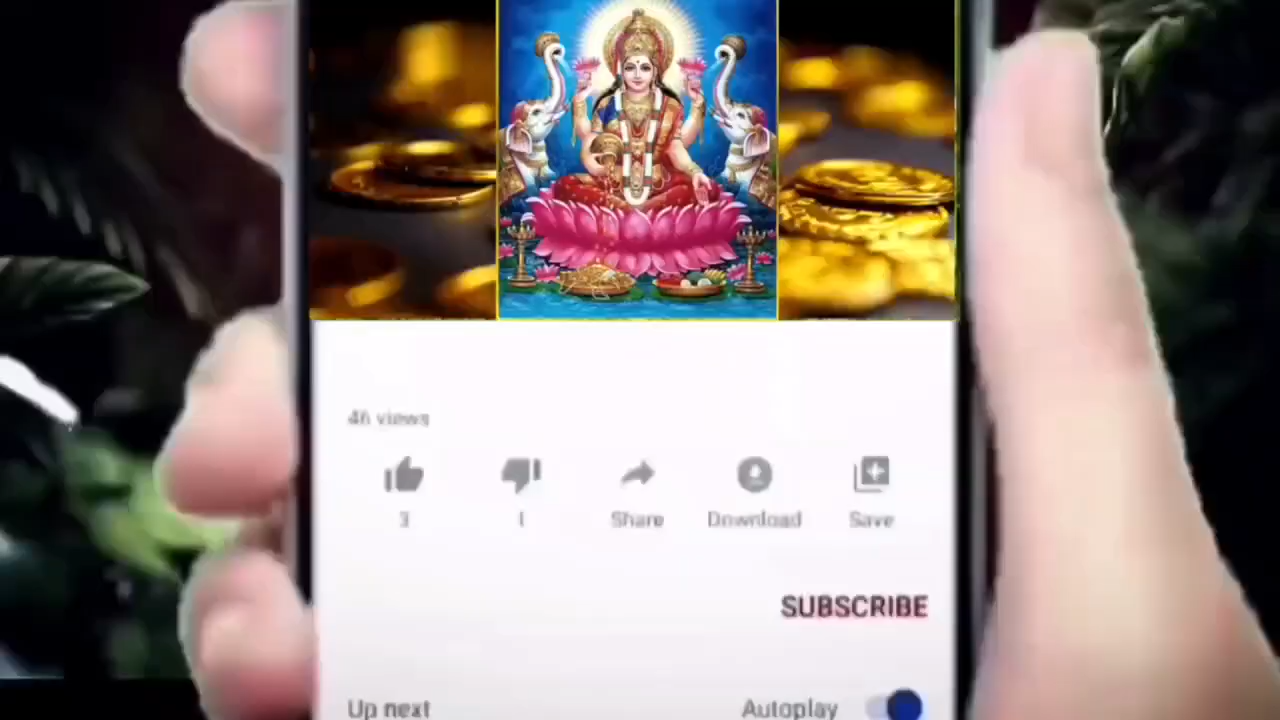 46 views
3
1
Share
Download
Save
SUBSCRIBE
Up next
Autoplay